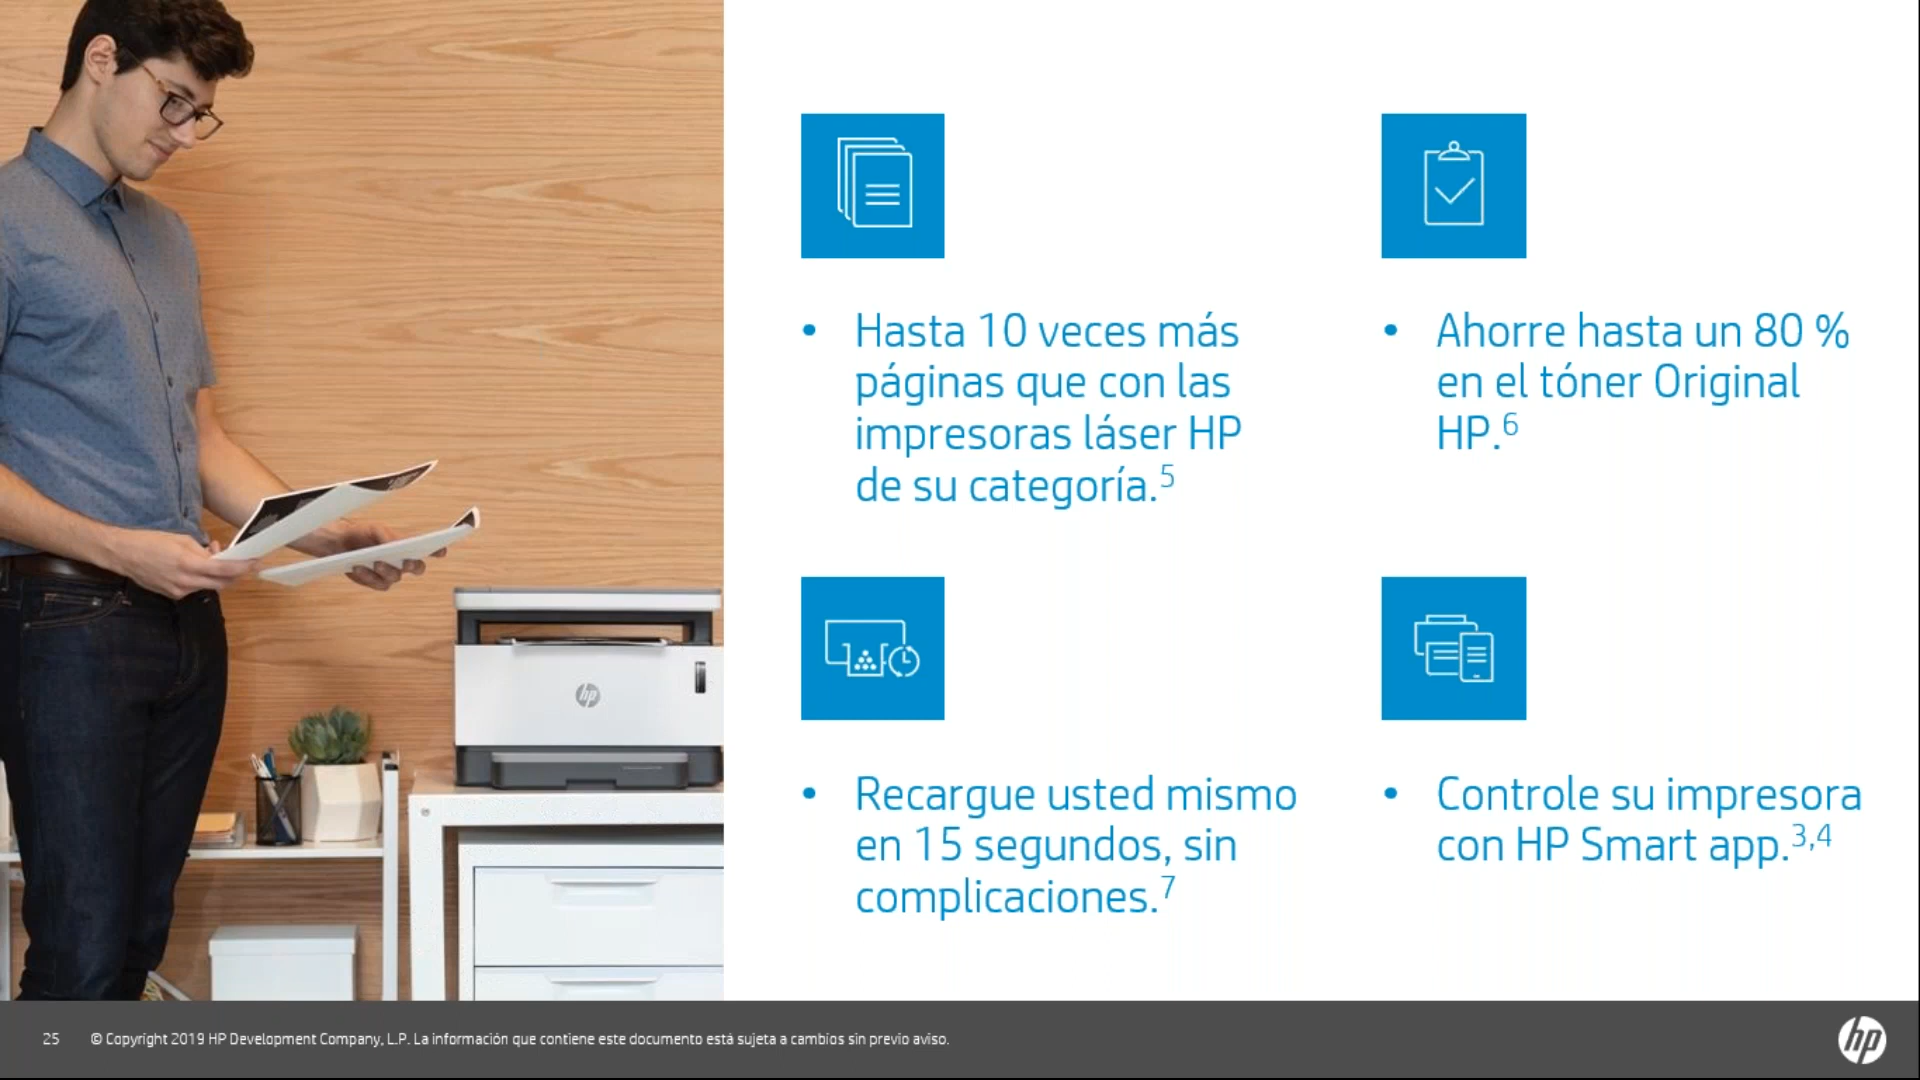 • Hasta 10 veces más
páginas que con las
impresoras láser HP
de su categoría.5
• Ahorre hasta un 80 %
en el tóner Original
HP.6
• Recargue usted mismo
en 15 segundos, sin
complicaciones.7
• Controle su impresora
con HP Smart app.3,4
hp
25 © Copyright 2019 HP Development Company, L.P. La información que contiene este documento está sujeta a cambios sin previo aviso.
hp